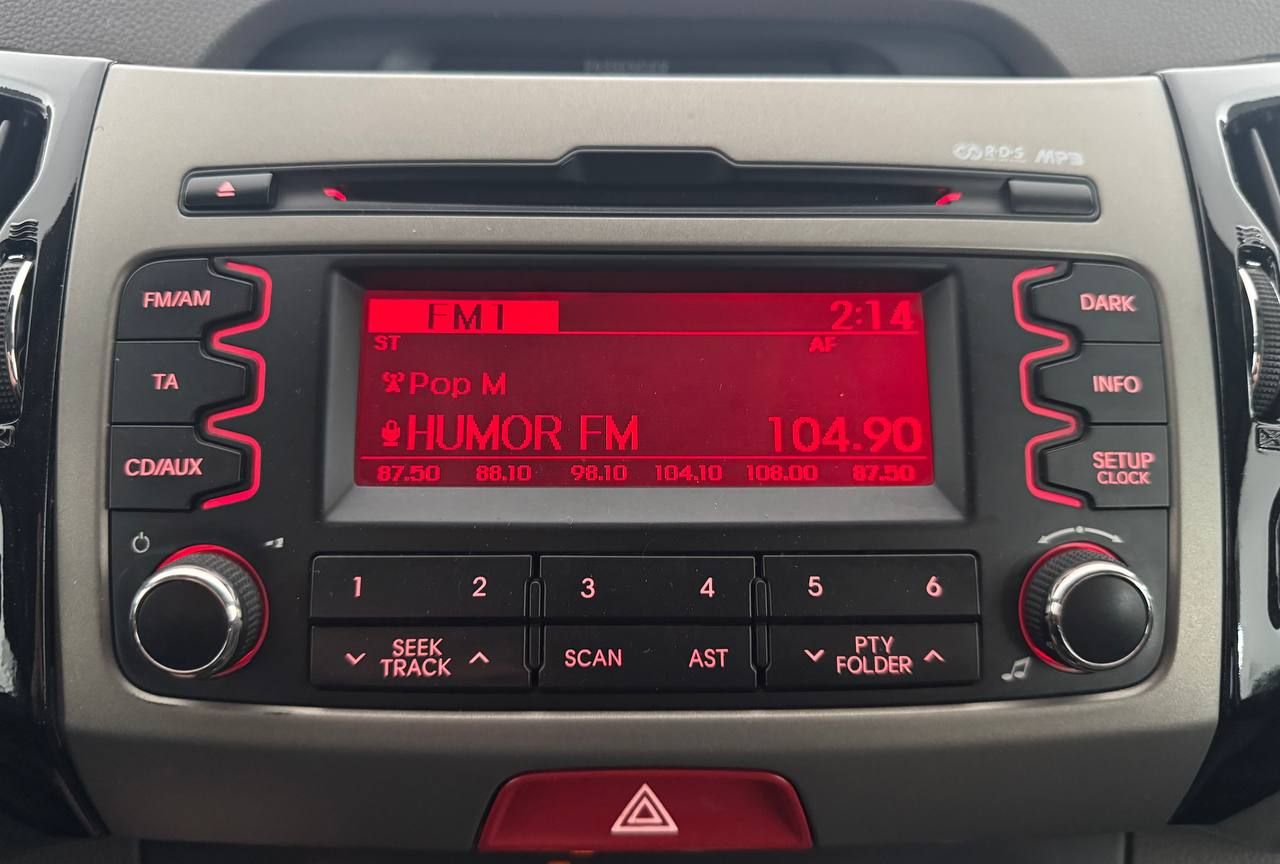 PASSENGER
R·D·S MP3
FM/AM
TA
CD/AUX
FM1 2:14
ST AF
Pop M
HUMOR FM 104.90
87.50 88.10 98.10 104.10 108.00 87.50
DARK
INFO
SETUP
CLOCK
1 2 3 4 5 6
SEEK
TRACK
SCAN AST
PTY
FOLDER